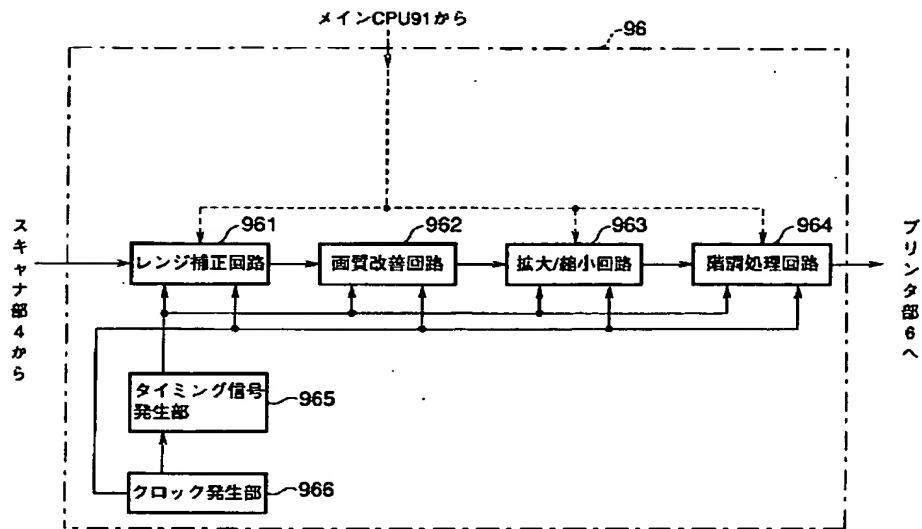 メインCPU91から
96
スキャナ部4から
961
レンジ補正回路
962
画質改善回路
963
拡大/縮小回路
964
階調処理回路
プリンタ部6へ
タイミング信号
発生部
965
クロック発生部
966